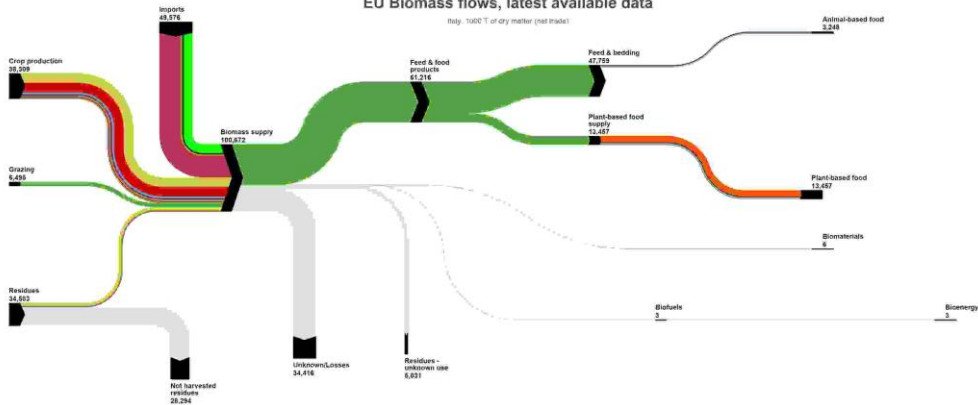 EU Biomass flows, latest available data
Italy, 1000 T of dry matter (net trade)
Imports
49,576
Animal-based food
3,248
Crop production
38,309
Feed & food
products
61,216
Feed & bedding
47,759
Biomass supply
100,672
Plant-based food
supply
13,457
Grazing
6,495
Plant-based food
13,457
Biomaterials
6
Residues
34,583
Biofuels
3
Bioenergy
3
Unknown/Losses
34,416
Residues -
unknown use
5,031
Not harvested
residues
28,294